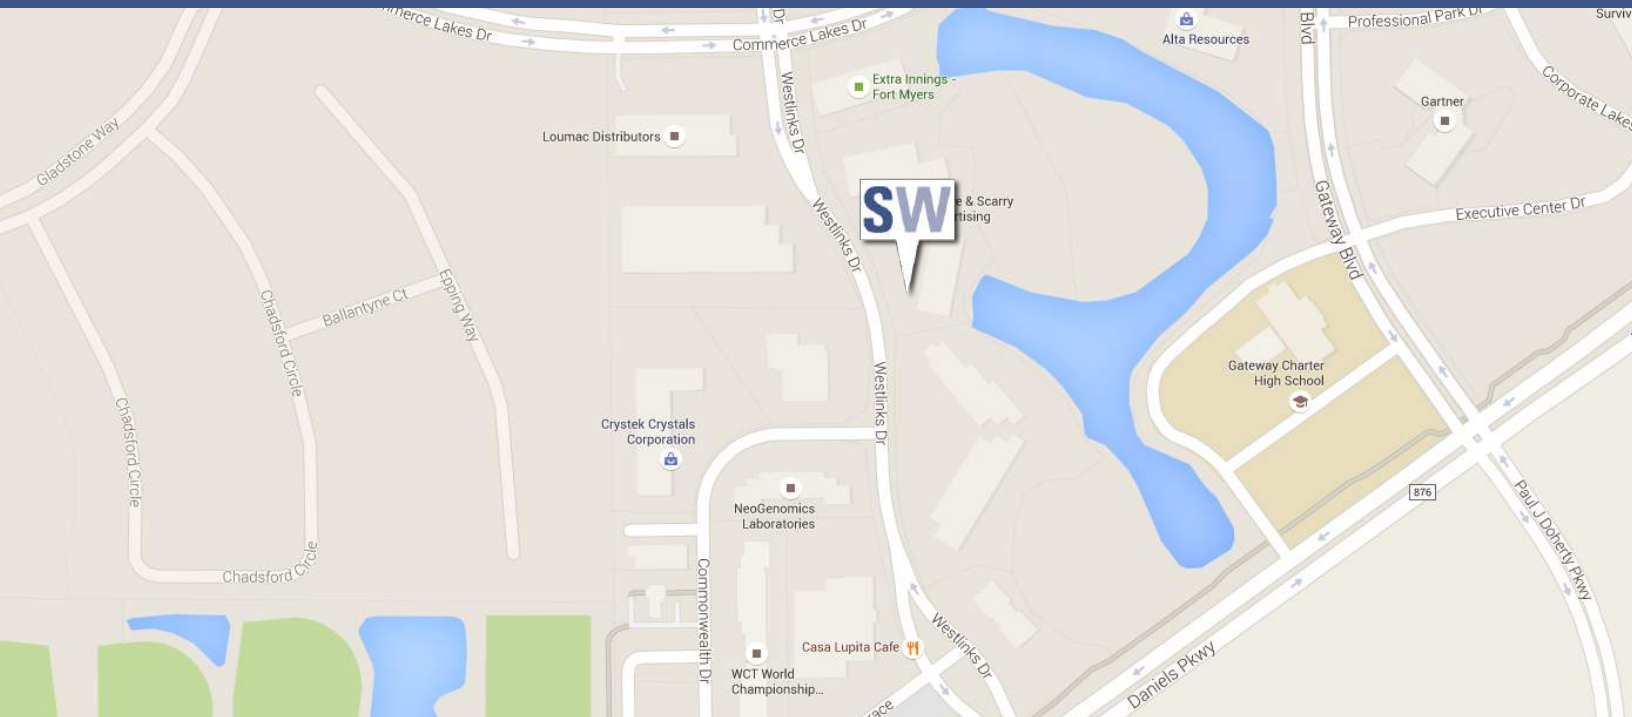 Commerce Lakes Dr
Commerce Lakes Dr
Dr
Blvd
Professional Park Dr
Alta Resources
Extra Innings -
Fort Myers
Westlinks Dr
Gartner
Corporate Lakes
Gladstone Way
Loumac Distributors
SW
e & Scarry
rtising
Westlinks Dr
Gateway Blvd
Executive Center Dr
Ballantyne Ct
Epping Way
Chadsford Circle
Westlinks Dr
Gateway Charter
High School
Chadsford Circle
Crystek Crystals
Corporation
NeoGenomics
Laboratories
876
Paul J Doherty Pkwy
Chadsford Circle
Commonwealth Dr
Westlinks Dr
Casa Lupita Cafe
WCT World
Championship...
Daniels Pkwy